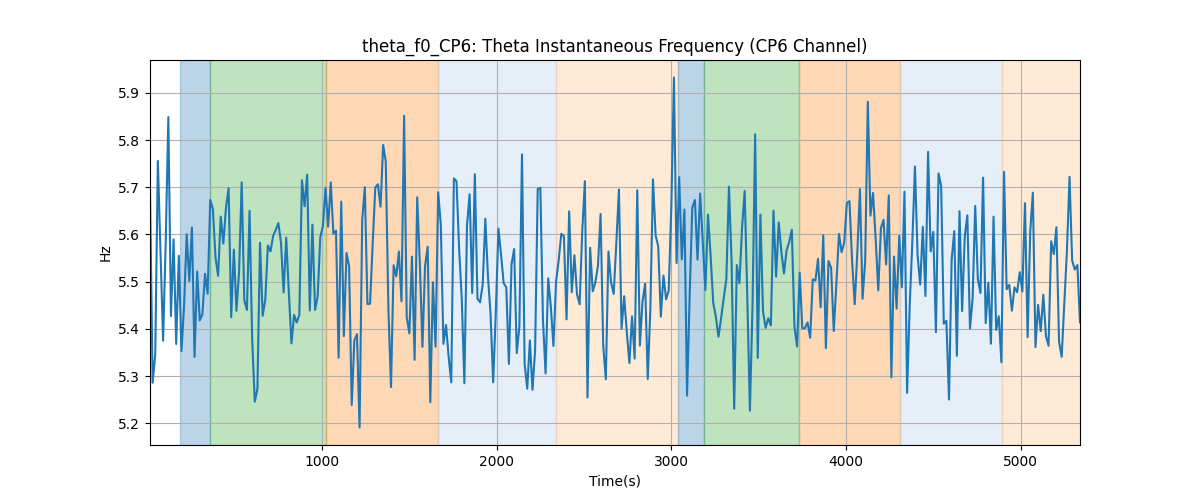 theta_f0_CP6: Theta Instantaneous Frequency (CP6 Channel)
5.9
5.8
5.7
5.6
5.5
5.4
5.3
5.2
Hz
1000 2000 3000 4000 5000
Time(s)